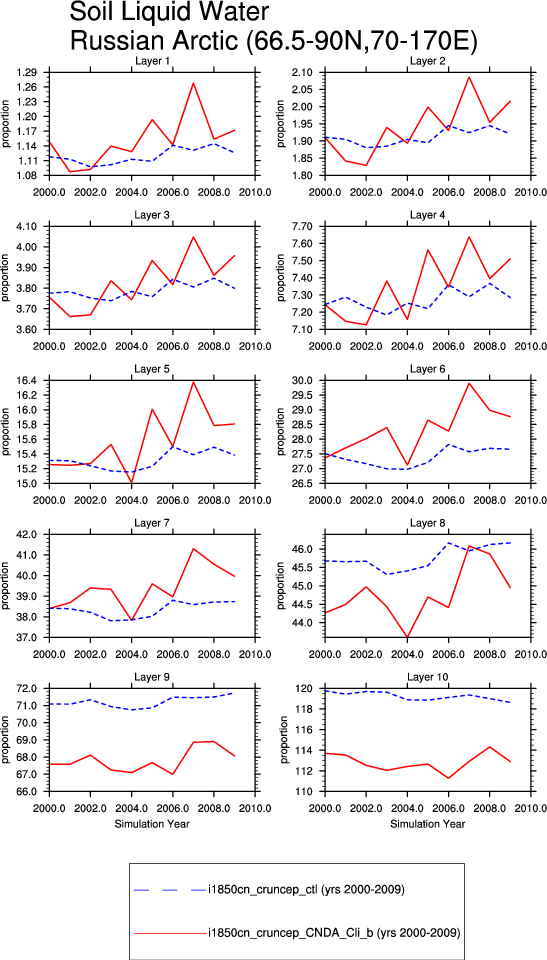 Soil Liquid Water
Russian Arctic (66.5-90N,70-170E)
Layer 1
1.29
1.26
1.23
1.20
1.17
1.14
1.11
1.08
proportion
2000.0 2002.0 2004.0 2006.0 2008.0 2010.0
Layer 2
2.10
2.05
2.00
1.95
1.90
1.85
1.80
proportion
2000.0 2002.0 2004.0 2006.0 2008.0 2010.0
Layer 3
4.10
4.00
3.90
3.80
3.70
3.60
proportion
2000.0 2002.0 2004.0 2006.0 2008.0 2010.0
Layer 4
7.70
7.60
7.50
7.40
7.30
7.20
7.10
proportion
2000.0 2002.0 2004.0 2006.0 2008.0 2010.0
Layer 5
16.4
16.2
16.0
15.8
15.6
15.4
15.2
15.0
proportion
2000.0 2002.0 2004.0 2006.0 2008.0 2010.0
Layer 6
30.0
29.5
29.0
28.5
28.0
27.5
27.0
26.5
proportion
2000.0 2002.0 2004.0 2006.0 2008.0 2010.0
Layer 7
42.0
41.0
40.0
39.0
38.0
37.0
proportion
2000.0 2002.0 2004.0 2006.0 2008.0 2010.0
Layer 8
46.0
45.5
45.0
44.5
44.0
proportion
2000.0 2002.0 2004.0 2006.0 2008.0 2010.0
Layer 9
72.0
71.0
70.0
69.0
68.0
67.0
66.0
proportion
2000.0 2002.0 2004.0 2006.0 2008.0 2010.0
Simulation Year
Layer 10
120
118
116
114
112
110
proportion
2000.0 2002.0 2004.0 2006.0 2008.0 2010.0
Simulation Year
i1850cn_cruncep_ctl (yrs 2000-2009)
i1850cn_cruncep_CNDA_Cli_b (yrs 2000-2009)